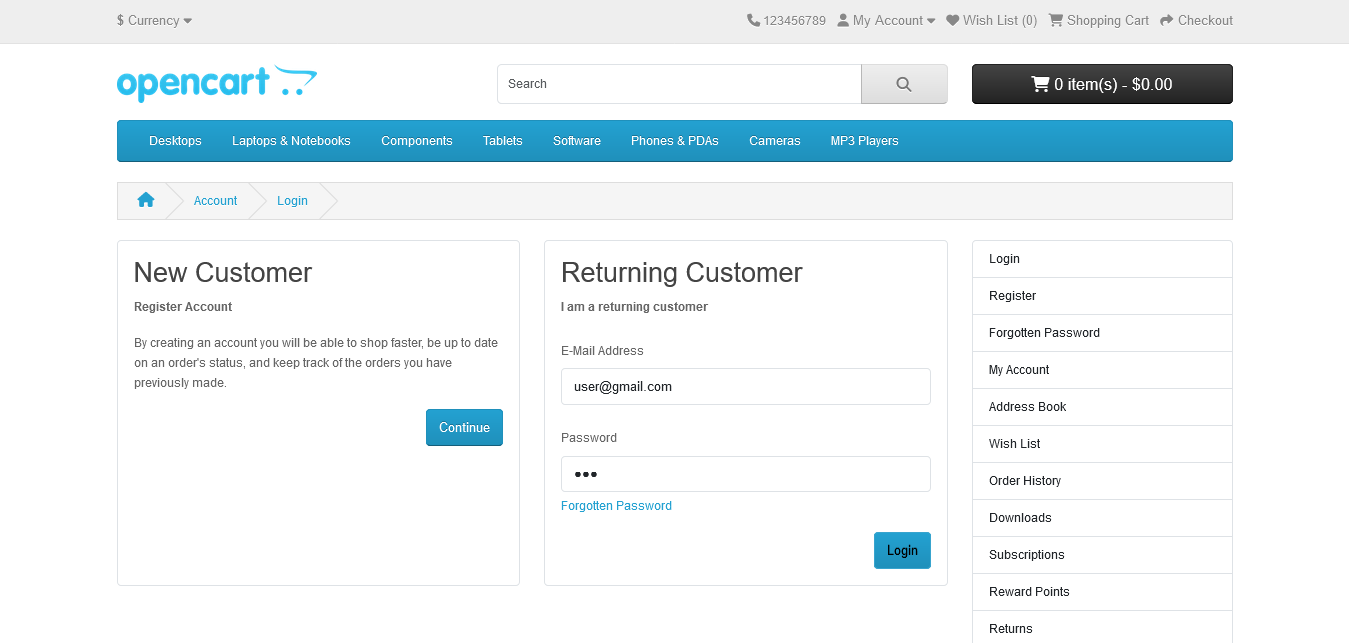 $ Currency
123456789 My Account Wish List (0) Shopping Cart Checkout
opencart
Search
0 item(s) - $0.00
Desktops Laptops & Notebooks Components Tablets Software Phones & PDAs Cameras MP3 Players
Account Login
New Customer
Register Account
By creating an account you will be able to shop faster, be up to date
on an order's status, and keep track of the orders you have
previously made.
Continue
Returning Customer
I am a returning customer
E-Mail Address
user@gmail.com
Password
•••
Forgotten Password
Login
Login
Register
Forgotten Password
My Account
Address Book
Wish List
Order History
Downloads
Subscriptions
Reward Points
Returns